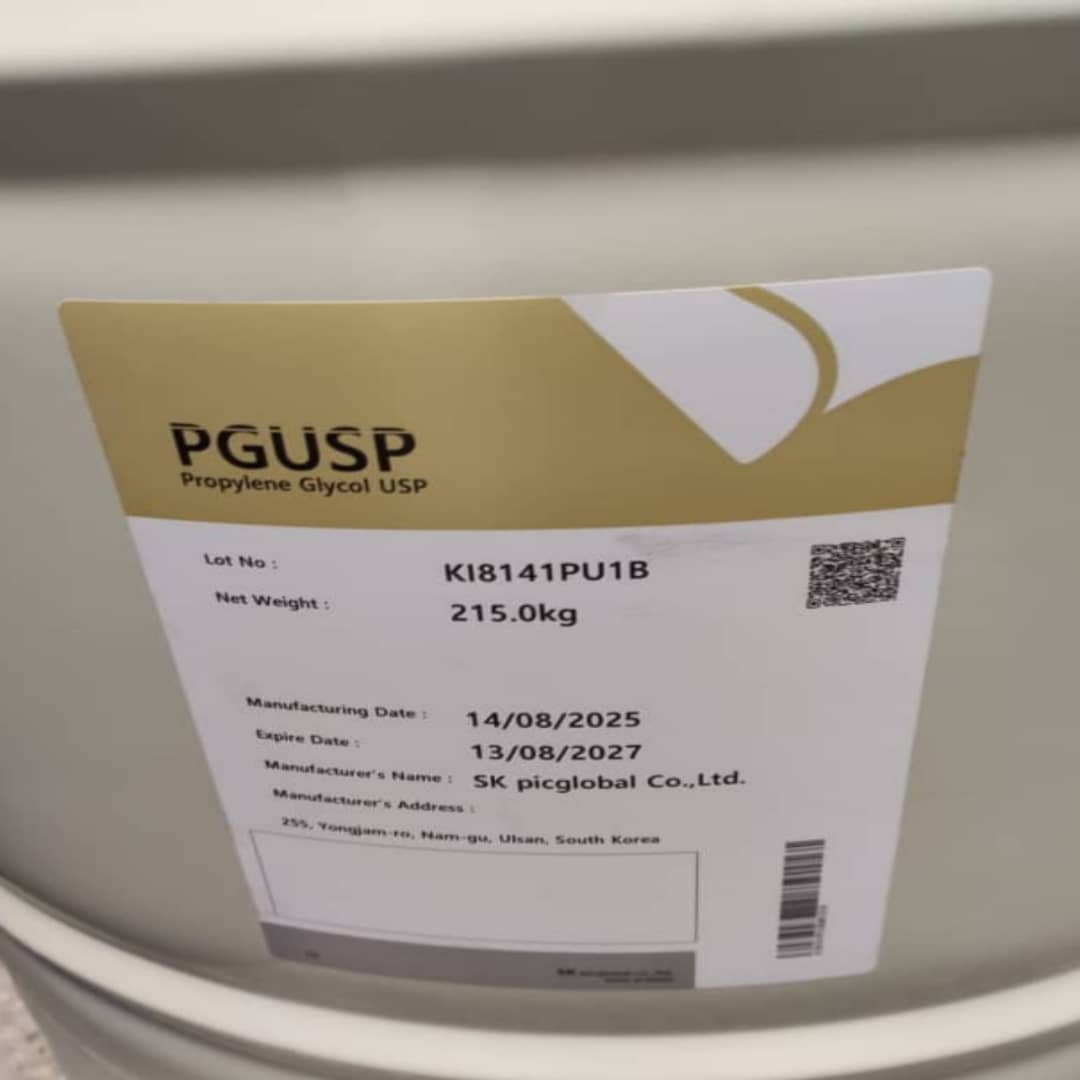 PGUSP
Propylene Glycol USP
Lot No : KI8141PU1B
Net Weight : 215.0kg
Manufacturing Date : 14/08/2025
Expire Date : 13/08/2027
Manufacturer's Name : SK picglobal Co.,Ltd.
Manufacturer's Address :
255, Yongjam-ro, Nam-gu, Ulsan, South Korea
SK